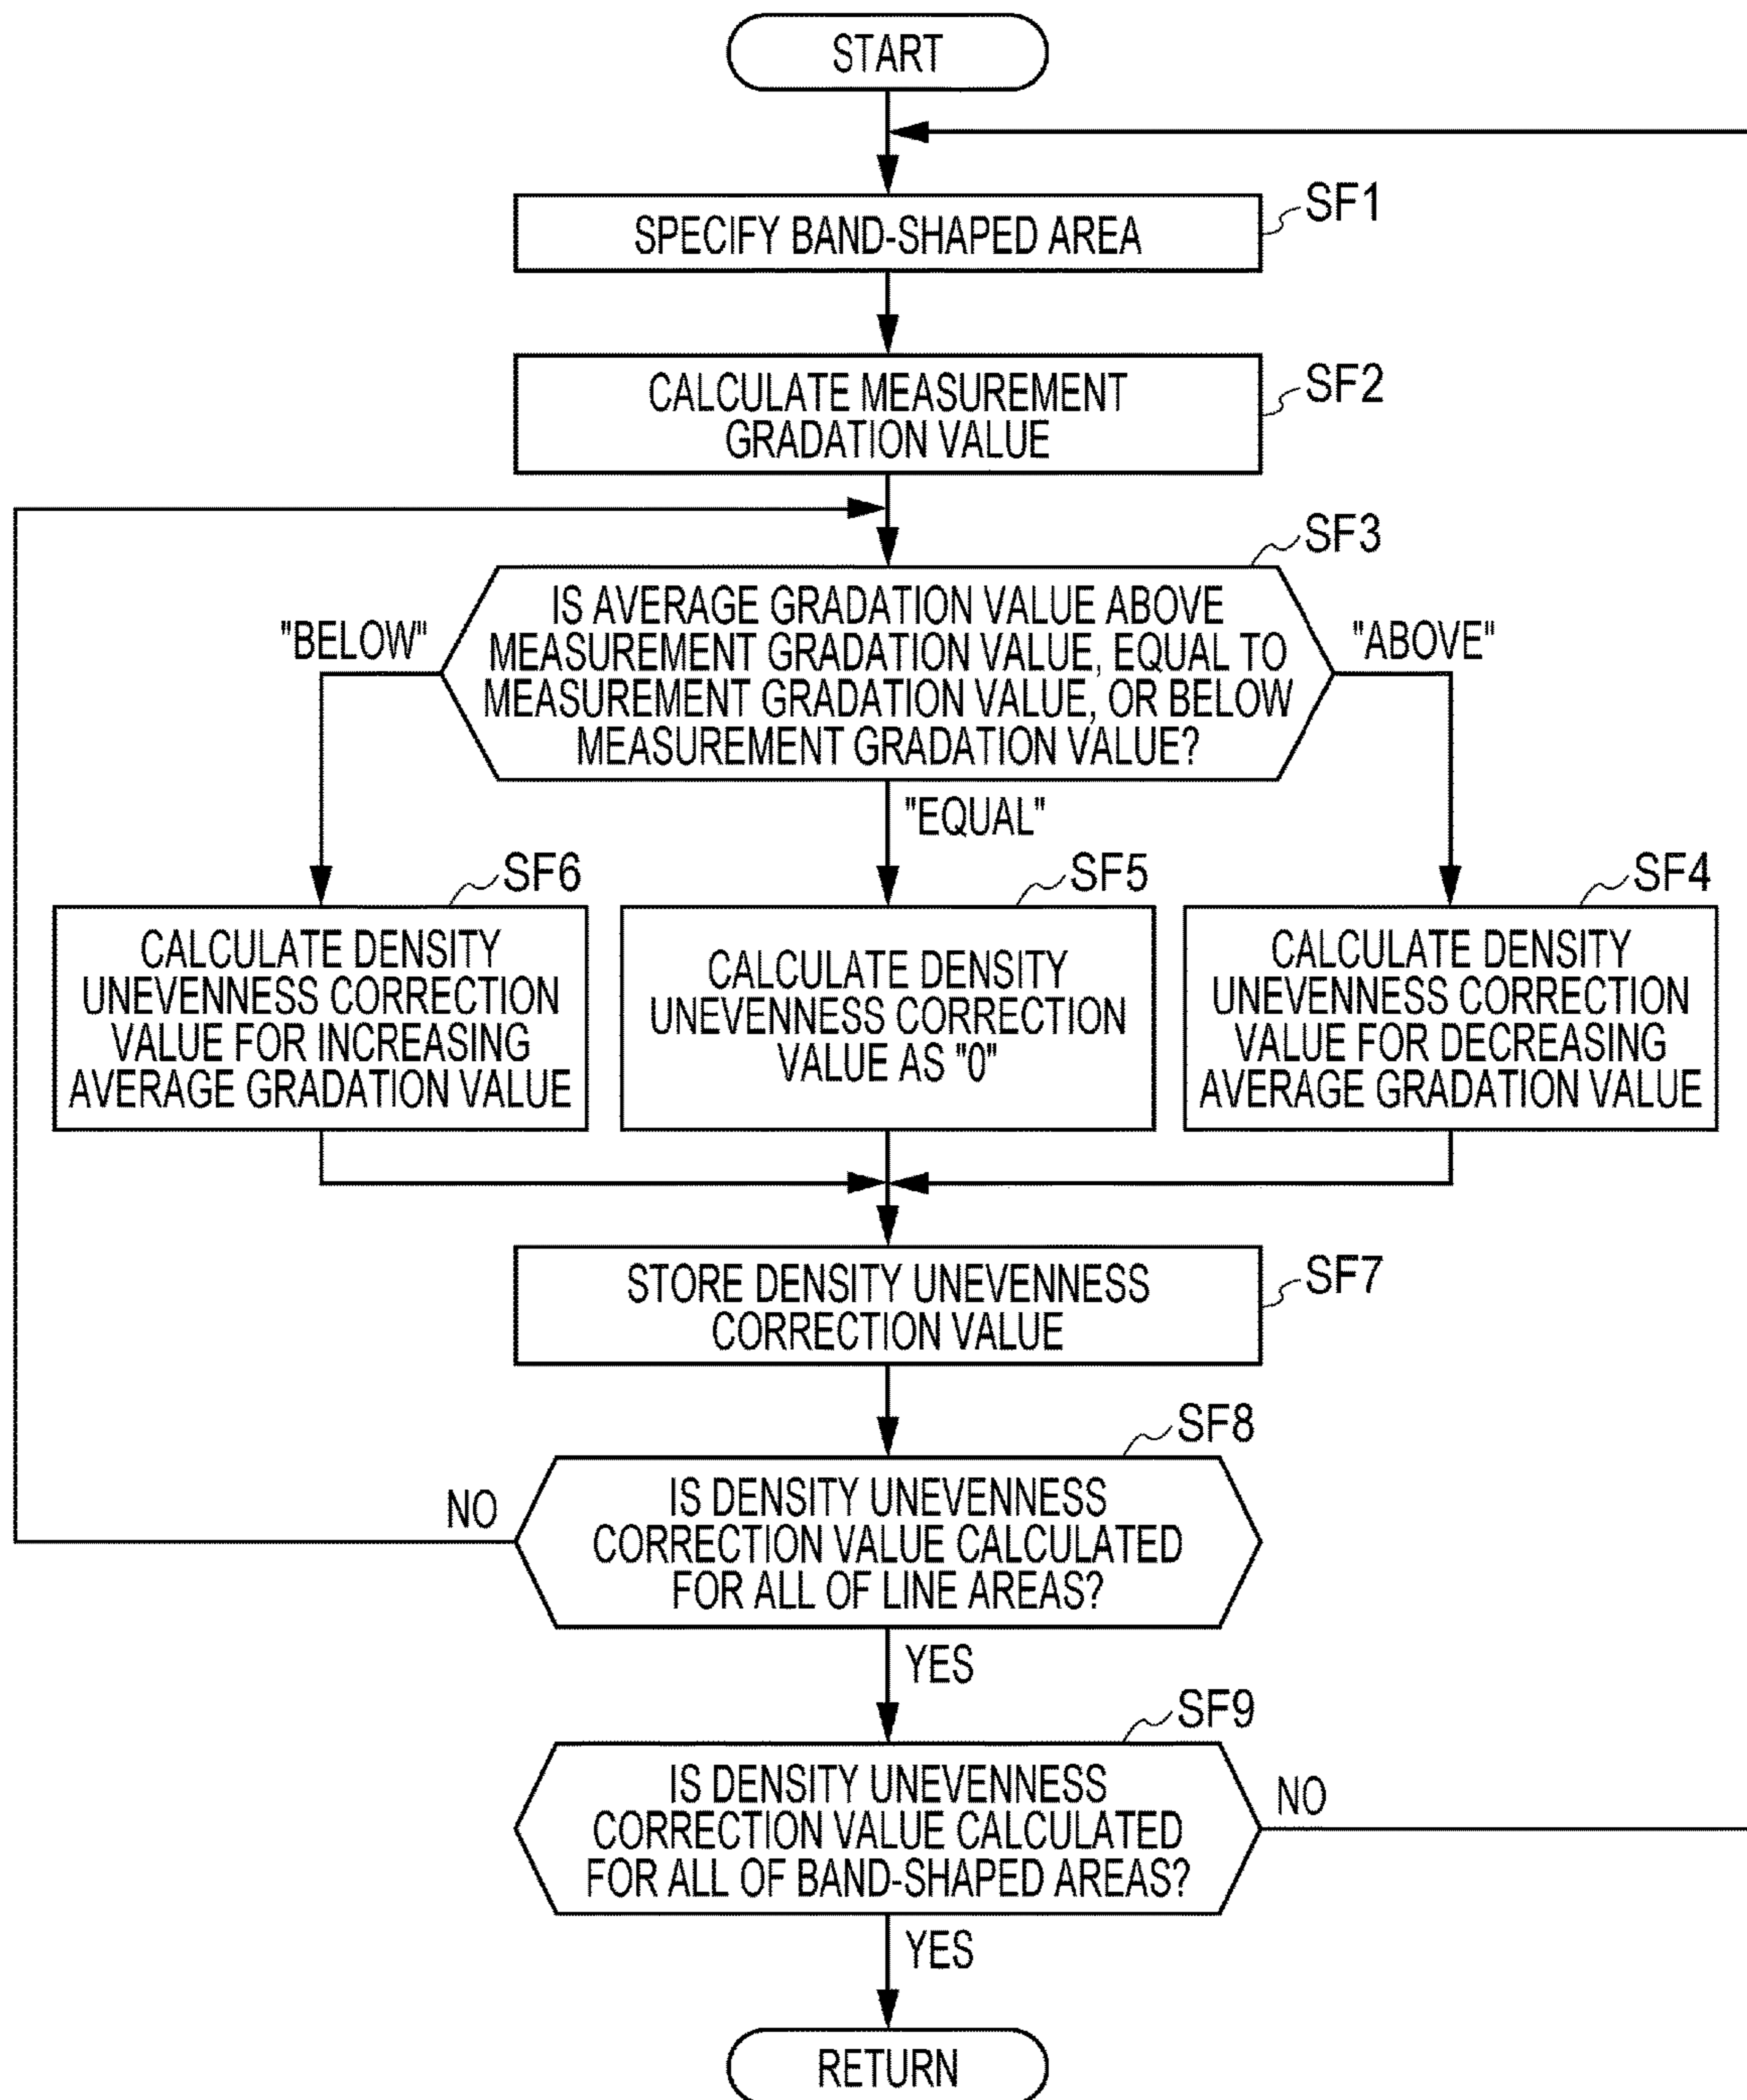 START
SF1
SPECIFY BAND-SHAPED AREA
SF2
CALCULATE MEASUREMENT
GRADATION VALUE
SF3
IS AVERAGE GRADATION VALUE ABOVE
MEASUREMENT GRADATION VALUE, EQUAL TO
MEASUREMENT GRADATION VALUE, OR BELOW
MEASUREMENT GRADATION VALUE?
"BELOW"
"ABOVE"
"EQUAL"
SF6
CALCULATE DENSITY
UNEVENNESS CORRECTION
VALUE FOR INCREASING
AVERAGE GRADATION VALUE
SF5
CALCULATE DENSITY
UNEVENNESS CORRECTION
VALUE AS "0"
SF4
CALCULATE DENSITY
UNEVENNESS CORRECTION
VALUE FOR DECREASING
AVERAGE GRADATION VALUE
SF7
STORE DENSITY UNEVENNESS
CORRECTION VALUE
SF8
NO
IS DENSITY UNEVENNESS
CORRECTION VALUE CALCULATED
FOR ALL OF LINE AREAS?
YES
SF9
IS DENSITY UNEVENNESS
CORRECTION VALUE CALCULATED
FOR ALL OF BAND-SHAPED AREAS?
NO
YES
RETURN